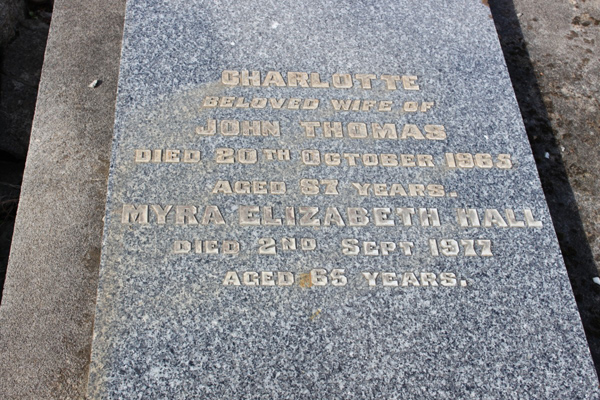 CHARLOTTE
BELOVED WIFE OF
JOHN THOMAS
DIED 20TH OCTOBER 1965
AGED 87 YEARS.
MYRA ELIZABETH HALL
DIED 2ND SEPT 1977
AGED 65 YEARS.